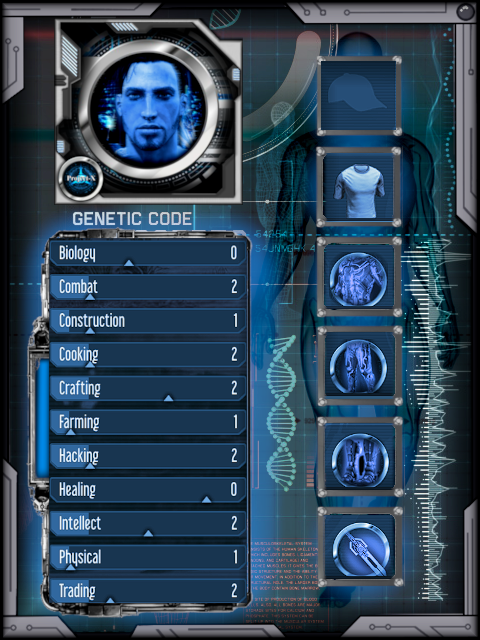 Project-X
GENETIC CODE
Biology 0
Combat 2
Construction 1
Cooking 2
Crafting 2
Farming 1
Hacking 2
Healing 0
Intellect 2
Physical 1
Trading 2